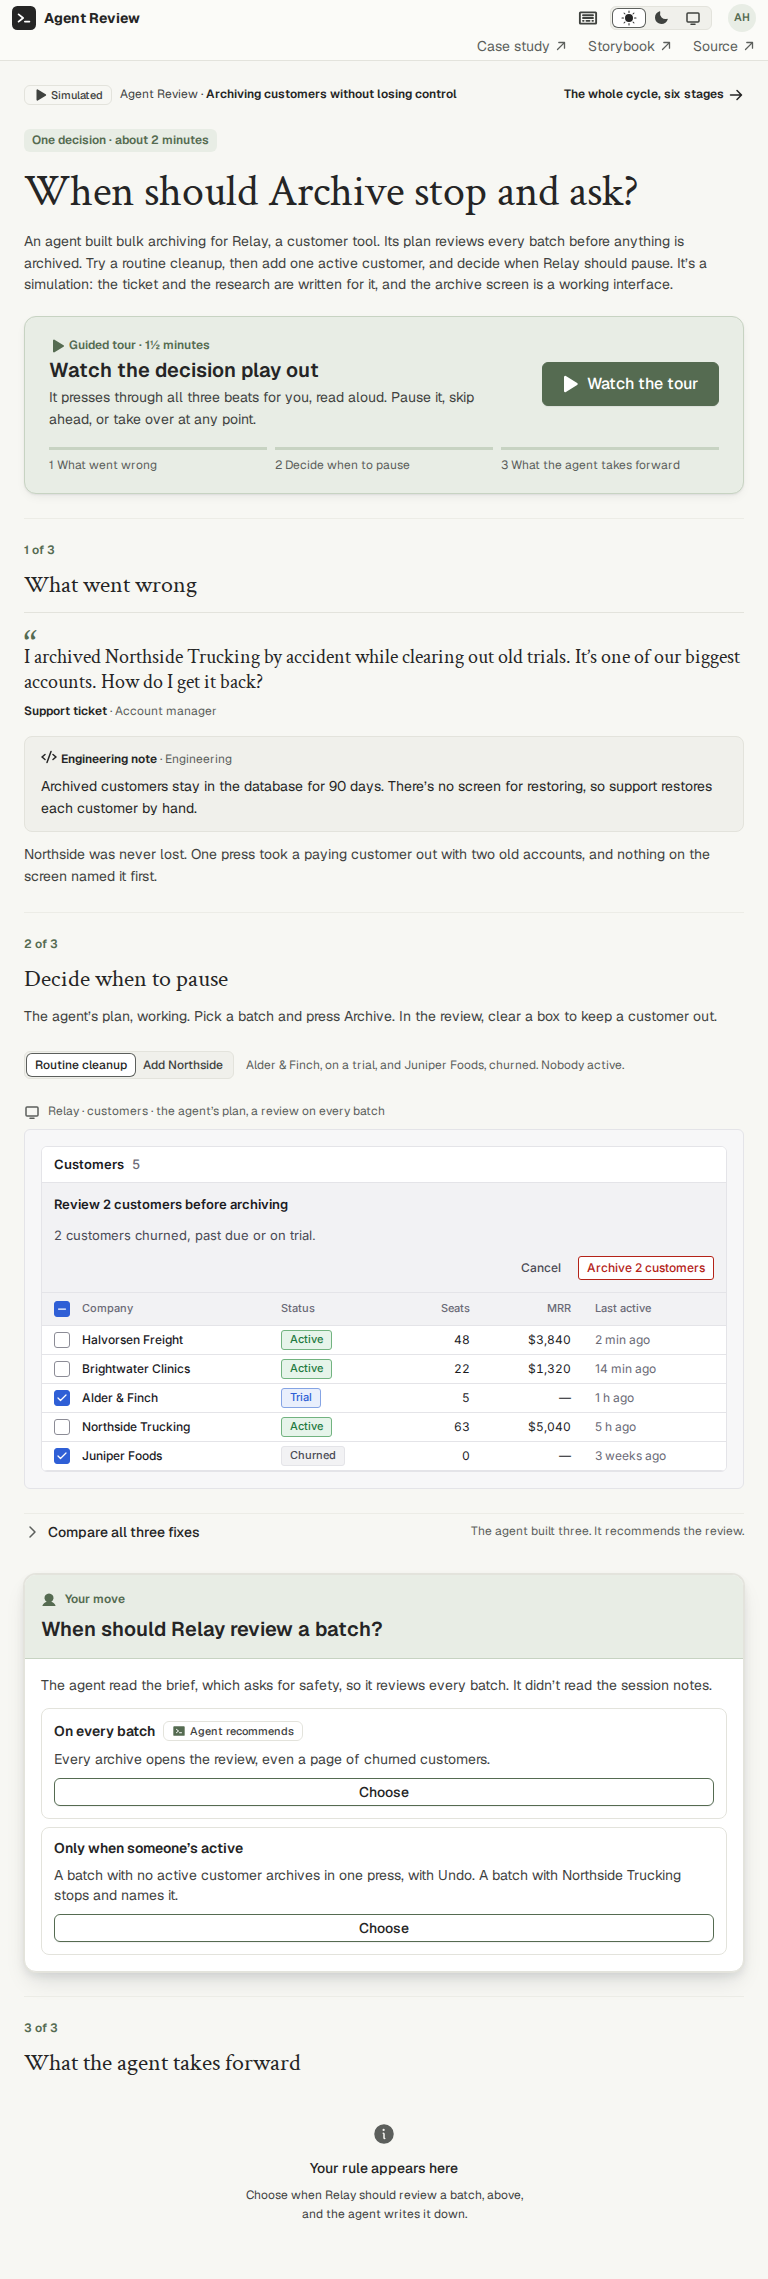 Agent Review
AH
Case study
Storybook
Source
Simulated
Agent Review · Archiving customers without losing control
The whole cycle, six stages
One decision · about 2 minutes
When should Archive stop and ask?
An agent built bulk archiving for Relay, a customer tool. Its plan reviews every batch before anything is
archived. Try a routine cleanup, then add one active customer, and decide when Relay should pause. It's a
simulation: the ticket and the research are written for it, and the archive screen is a working interface.
Guided tour · 1½ minutes
Watch the decision play out
It presses through all three beats for you, read aloud. Pause it, skip
ahead, or take over at any point.
Watch the tour
1 What went wrong
2 Decide when to pause
3 What the agent takes forward
1 of 3
What went wrong
“
I archived Northside Trucking by accident while clearing out old trials. It's one of our biggest
accounts. How do I get it back?
Support ticket · Account manager
Engineering note · Engineering
Archived customers stay in the database for 90 days. There's no screen for restoring, so support restores
each customer by hand.
Northside was never lost. One press took a paying customer out with two old accounts, and nothing on the
screen named it first.
2 of 3
Decide when to pause
The agent's plan, working. Pick a batch and press Archive. In the review, clear a box to keep a customer out.
Routine cleanup
Add Northside
Alder & Finch, on a trial, and Juniper Foods, churned. Nobody active.
Relay · customers · the agent's plan, a review on every batch
Customers 5
Review 2 customers before archiving
2 customers churned, past due or on trial.
Cancel
Archive 2 customers
Company Status Seats MRR Last active
Halvorsen Freight Active 48 $3,840 2 min ago
Brightwater Clinics Active 22 $1,320 14 min ago
Alder & Finch Trial 5 — 1 h ago
Northside Trucking Active 63 $5,040 5 h ago
Juniper Foods Churned 0 — 3 weeks ago
Compare all three fixes
The agent built three. It recommends the review.
Your move
When should Relay review a batch?
The agent read the brief, which asks for safety, so it reviews every batch. It didn't read the session notes.
On every batch
Agent recommends
Every archive opens the review, even a page of churned customers.
Choose
Only when someone's active
A batch with no active customer archives in one press, with Undo. A batch with Northside Trucking
stops and names it.
Choose
3 of 3
What the agent takes forward
Your rule appears here
Choose when Relay should review a batch, above,
and the agent writes it down.